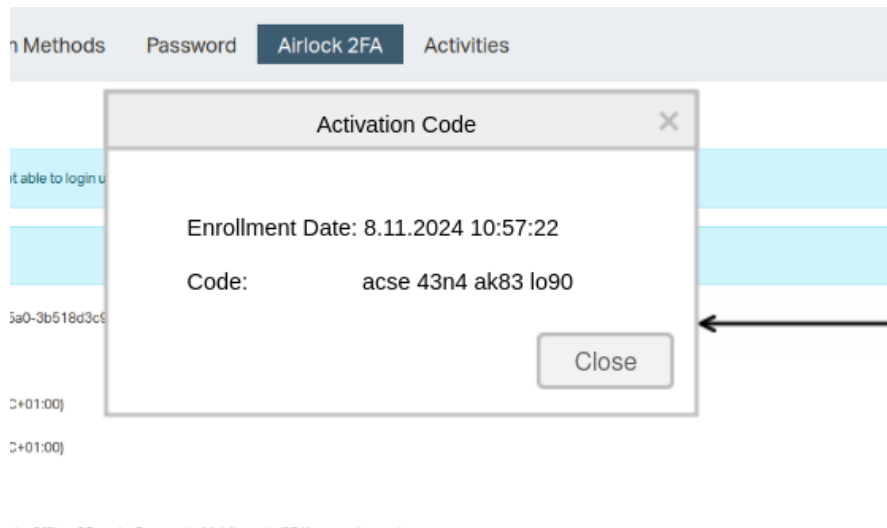 Methods Password Airlock 2FA Activities
Activation Code ×
able to login
Enrollment Date: 8.11.2024 10:57:22
Code: acse 43n4 ak83 lo90
5a0-3b518d3c9
Close
C+01:00)
C+01:00)